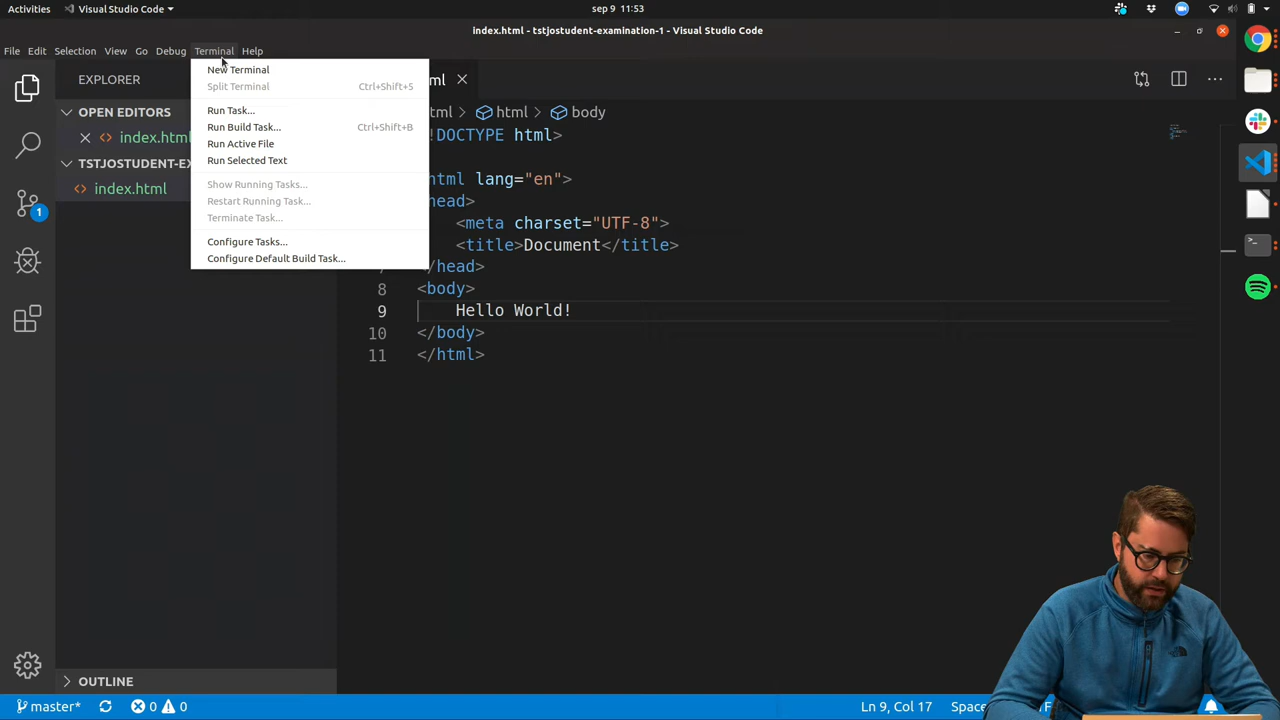 Activities Visual Studio Code sep 9 11:53
index.html - tstjostudent-examination-1 - Visual Studio Code
File Edit Selection View Go Debug Terminal Help
New Terminal
Split Terminal Ctrl+Shift+5
Run Task...
Run Build Task... Ctrl+Shift+B
Run Active File
Run Selected Text
Show Running Tasks...
Restart Running Task...
Terminate Task...
Configure Tasks...
Configure Default Build Task...
EXPLORER
OPEN EDITORS
index.html
TSTJOSTUDENT-EX
index.html
OUTLINE
ml
tml html body
!DOCTYPE html>
html lang="en">
head>
<meta charset="UTF-8">
<title>Document</title>
/head>
8 <body>
9 Hello World!
10 </body>
11 </html>
1
master* 0 0 Ln 9, Col 17